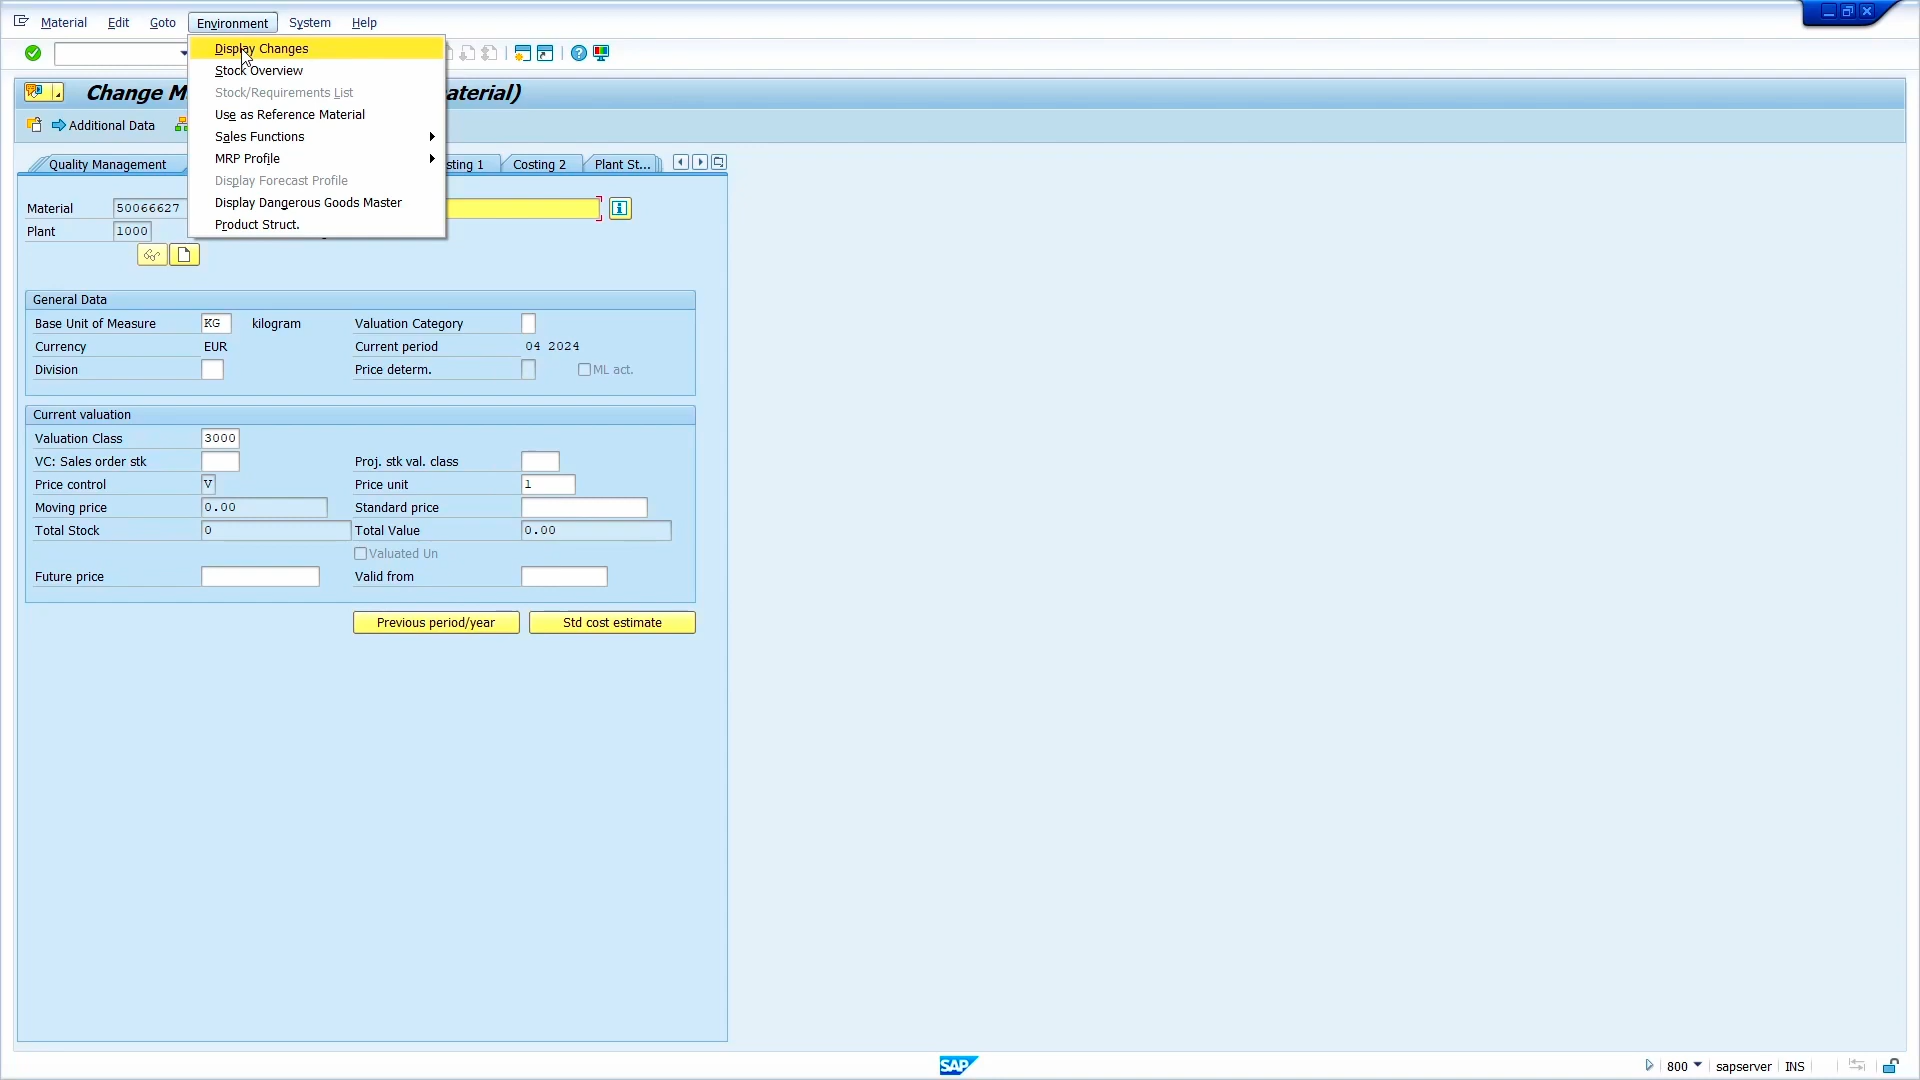 Material Edit Goto Environment System Help
Display Changes
Stock Overview
Stock/Requirements List
Use as Reference Material
Sales Functions
MRP Profile
Display Forecast Profile
Display Dangerous Goods Master
Product Struct.
Change M aterial)
Additional Data
Quality Management sting 1 Costing 2 Plant St...
Material 50066627
Plant 1000
General Data
Base Unit of Measure KG kilogram Valuation Category
Currency EUR Current period 04 2024
Division Price determ. ML act.
Current valuation
Valuation Class 3000
VC: Sales order stk Proj. stk val. class
Price control V Price unit 1
Moving price 0.00 Standard price
Total Stock 0 Total Value 0.00
Valuated Un
Future price Valid from
Previous period/year Std cost estimate
SAP 800 sapserver INS